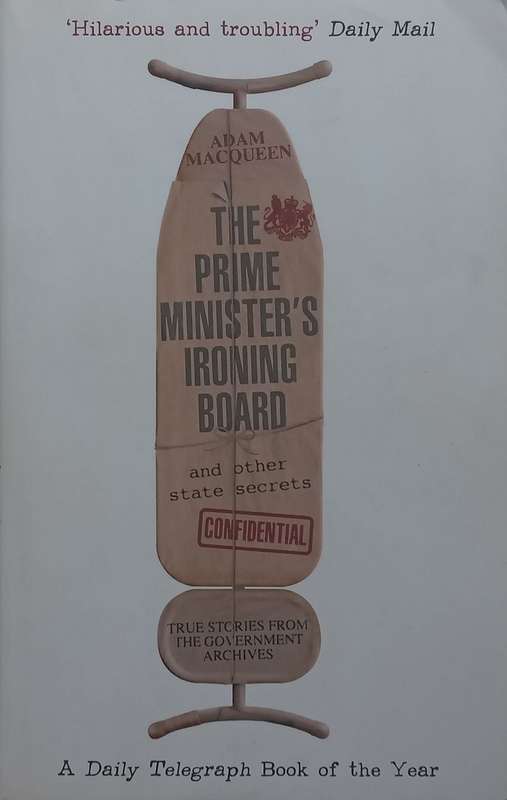 ‘Hilarious and troubling’ Daily Mail
ADAM
MACQUEEN
THE
PRIME
MINISTER'S
IRONING
BOARD
and other
state secrets
CONFIDENTIAL
TRUE STORIES FROM
THE GOVERNMENT
ARCHIVES
A Daily Telegraph Book of the Year